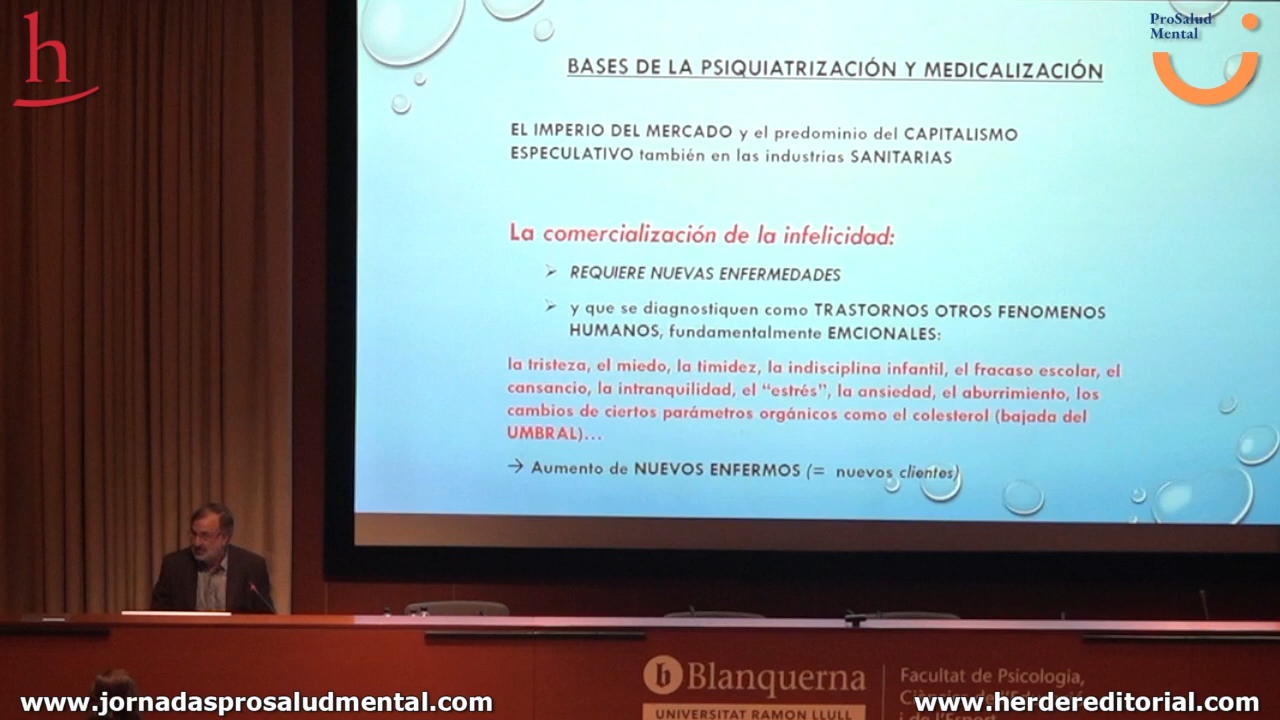 h
ProSalud
Mental
BASES DE LA PSIQUIATRIZACIÓN Y MEDICALIZACIÓN
EL IMPERIO DEL MERCADO y el predominio del CAPITALISMO
ESPECULATIVO también en las industrias SANITARIAS
La comercialización de la infelicidad:
➢ REQUIERE NUEVAS ENFERMEDADES
➢ y que se diagnostiquen como TRASTORNOS OTROS FENOMENOS
HUMANOS, fundamentalmente EMCIONALES:
la tristeza, el miedo, la timidez, la indisciplina infantil, el fracaso escolar, el
cansancio, la intranquilidad, el “estrés”, la ansiedad, el aburrimiento, los
cambios de ciertos parámetros orgánicos como el colesterol (bajada del
UMBRAL)…
→ Aumento de NUEVOS ENFERMOS (= nuevos clientes)
b Blanquerna
UNIVERSITAT RAMON LLULL
Facultat de Psicologia,
www.jornadasprosaludmental.com
www.herdereditorial.com